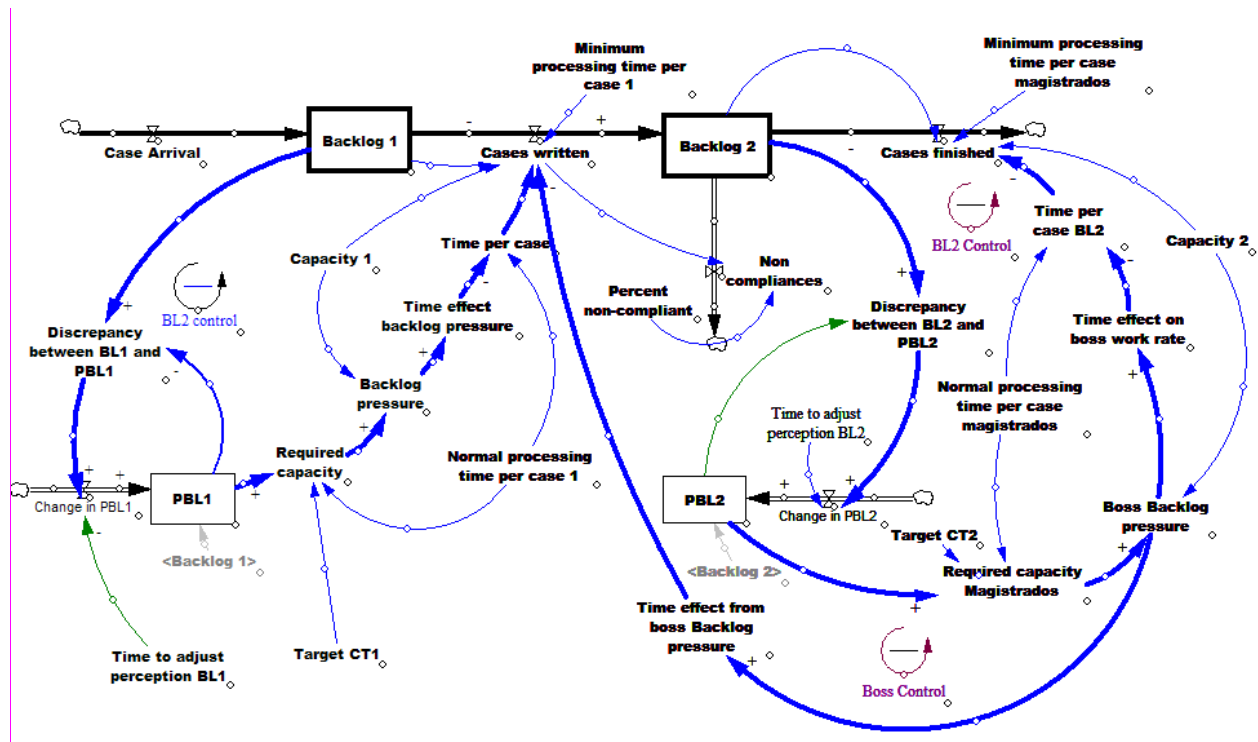 Minimum
processing time per
case 1
Minimum processing
time per case
magistrados
Case Arrival
Backlog 1
Cases written
Backlog 2
Cases finished
+
-
+
-
-
-
-
BL2 Control
Time per
case BL2
Capacity 2
Capacity 1
Time per case
Non
compliances
Percent
non-compliant
BL2 control
Time effect
backlog pressure
Discrepancy
between BL1 and
PBL1
Discrepancy
between BL2 and
PBL2
Time effect on
boss work rate
+
-
-
+
+
-
+
+
Backlog
pressure
Normal processing
time per case
magistrados
Time to adjust
perception BL2
Required
capacity
Normal processing
time per case 1
+
+
+
+
+
+
-
PBL1
Change in PBL1
<Backlog 1>
PBL2
Change in PBL2
<Backlog 2>
Boss Backlog
pressure
Target CT2
Required capacity
Magistrados
+
+
Time effect from
boss Backlog
pressure
+
Target CT1
Time to adjust
perception BL1
Boss Control